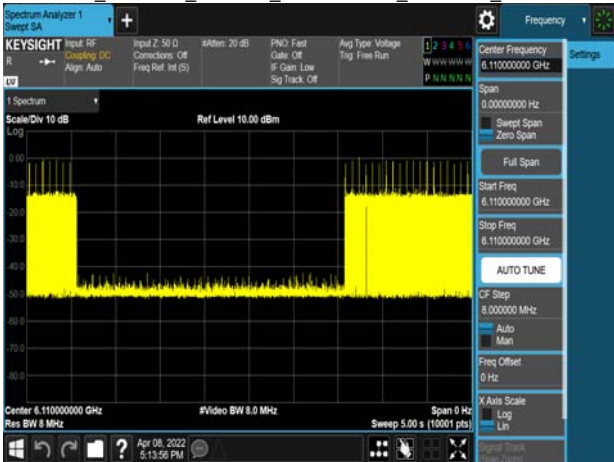 Spectrum Analyzer 1
Swept SA
+
Frequency
KEYSIGHT
Input: RF
Coupling: DC
Align: Auto
Input Z: 50 Ω
Corrections: Off
Freq Ref: Int (S)
#Atten: 20 dB
PNO: Fast
Gate: Off
IF Gain: Low
Sig Track: Off
Avg Type: Voltage
Trig: Free Run
1 2 3 4 5 6
W W W W W W
P N N N N N
R
LXI
Center Frequency
6.110000000 GHz
Settings
Span
0.00000000 Hz
Swept Span
Zero Span
Full Span
Start Freq
6.110000000 GHz
Stop Freq
6.110000000 GHz
AUTO TUNE
CF Step
8.000000 MHz
Auto
Man
Freq Offset
0 Hz
X Axis Scale
Log
Lin
Signal Track
1 Spectrum
Scale/Div 10 dB
Ref Level 10.00 dBm
Log
0.00
-10.0
-20.0
-30.0
-40.0
-50.0
-60.0
-70.0
-80.0
Center 6.110000000 GHz
#Video BW 8.0 MHz
Span 0 Hz
Res BW 8 MHz
Sweep 5.00 s (10001 pts)
?
Apr 08, 2022
5:13:56 PM